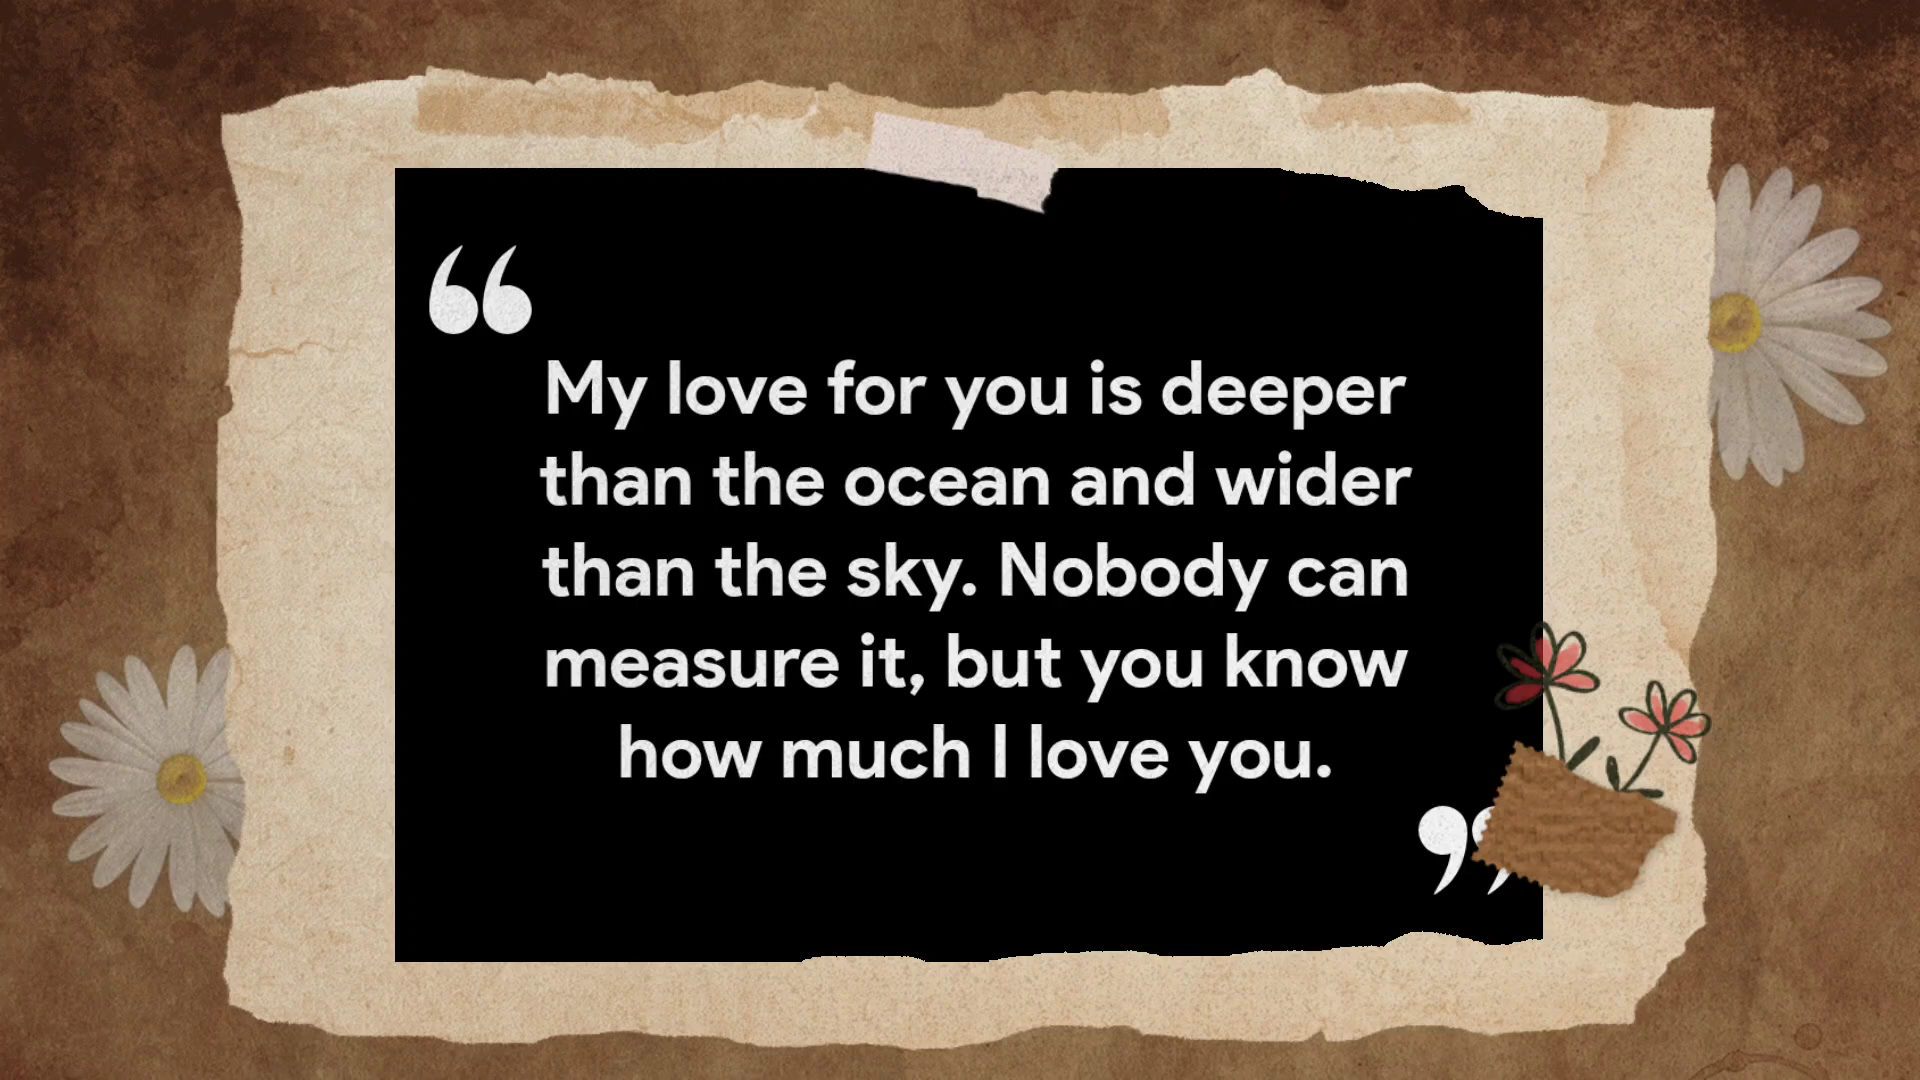 “
My love for you is deeper
than the ocean and wider
than the sky. Nobody can
measure it, but you know
how much I love you.
”